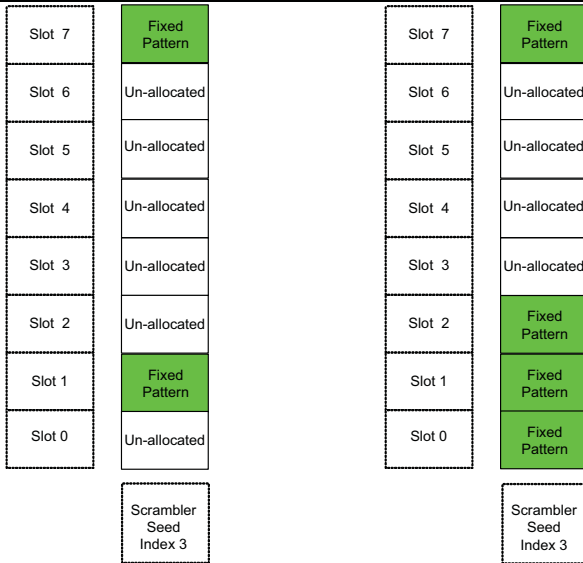 Slot 7
Fixed
Pattern
Slot 6
Un-allocated
Slot 5
Un-allocated
Slot 4
Un-allocated
Slot 3
Un-allocated
Slot 2
Un-allocated
Slot 1
Fixed
Pattern
Slot 0
Un-allocated
Scrambler
Seed
Index 3
Slot 7
Fixed
Pattern
Slot 6
Un-allocated
Slot 5
Un-allocated
Slot 4
Un-allocated
Slot 3
Un-allocated
Slot 2
Fixed
Pattern
Slot 1
Fixed
Pattern
Slot 0
Fixed
Pattern
Scrambler
Seed
Index 3